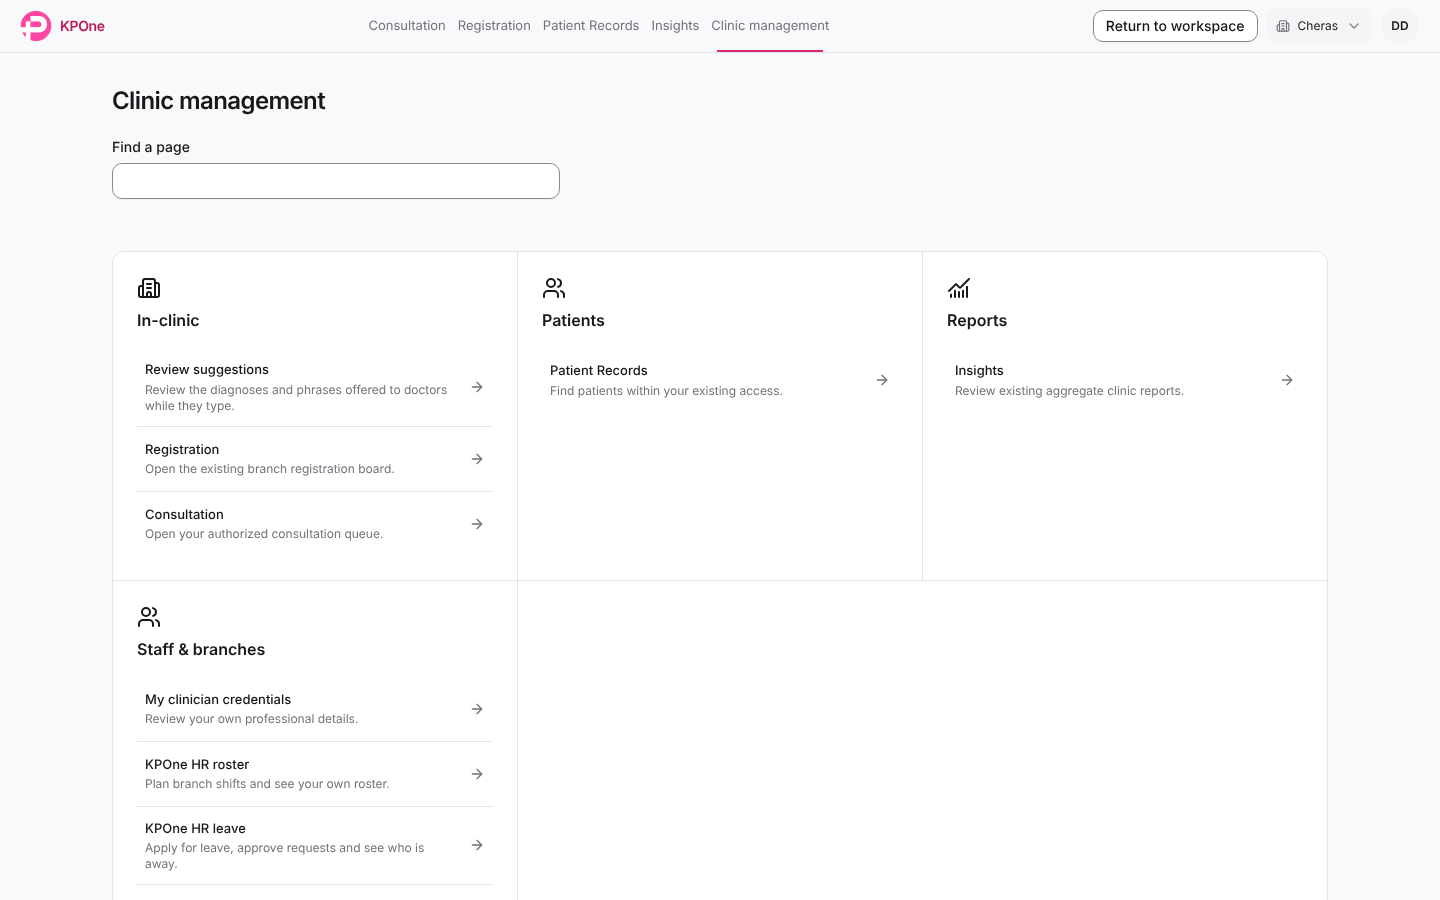 KPOne
Consultation Registration Patient Records Insights Clinic management
Return to workspace
Cheras
DD
Clinic management
Find a page
In-clinic
Review suggestions
Review the diagnoses and phrases offered to doctors
while they type.
Registration
Open the existing branch registration board.
Consultation
Open your authorized consultation queue.
Patients
Patient Records
Find patients within your existing access.
Reports
Insights
Review existing aggregate clinic reports.
Staff & branches
My clinician credentials
Review your own professional details.
KPOne HR roster
Plan branch shifts and see your own roster.
KPOne HR leave
Apply for leave, approve requests and see who is
away.